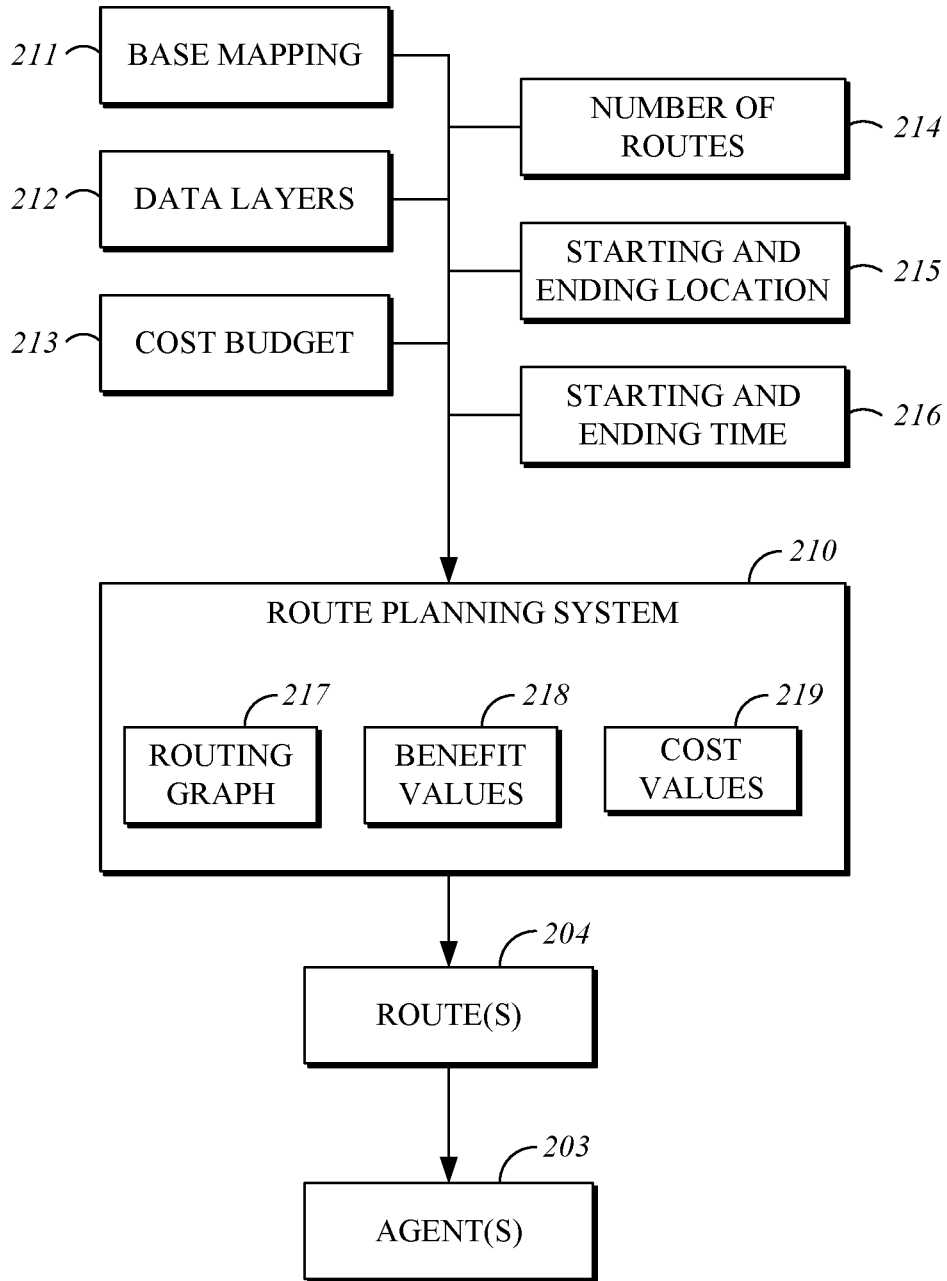 211
BASE MAPPING
NUMBER OF
ROUTES
214
212
DATA LAYERS
STARTING AND
ENDING LOCATION
215
213
COST BUDGET
STARTING AND
ENDING TIME
216
210
ROUTE PLANNING SYSTEM
217
ROUTING
GRAPH
218
BENEFIT
VALUES
219
COST
VALUES
204
ROUTE(S)
203
AGENT(S)